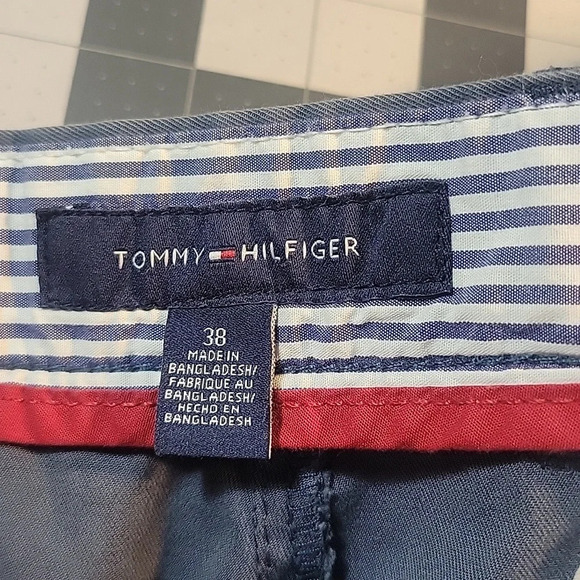 TOMMY HILFIGER
38
MADE IN
BANGLADESH/
FABRIQUE AU
BANGLADESH/
HECHO EN
BANGLADESH